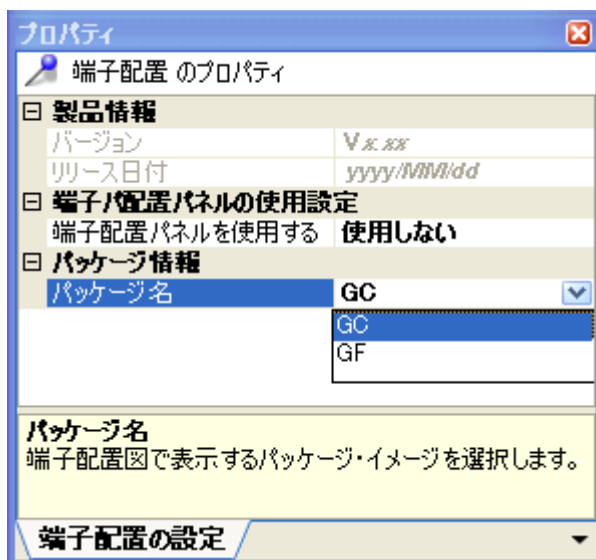 プロパティ
端子配置 のプロパティ
製品情報
バージョン Vx.xx
リリース日付 yyyy/MM/dd
端子パ配置パネルの使用設定
端子配置パネルを使用する 使用しない
パッケージ情報
パッケージ名 GC
GC
GF
パッケージ名
端子配置図で表示するパッケージ・イメージを選択します。
端子配置の設定